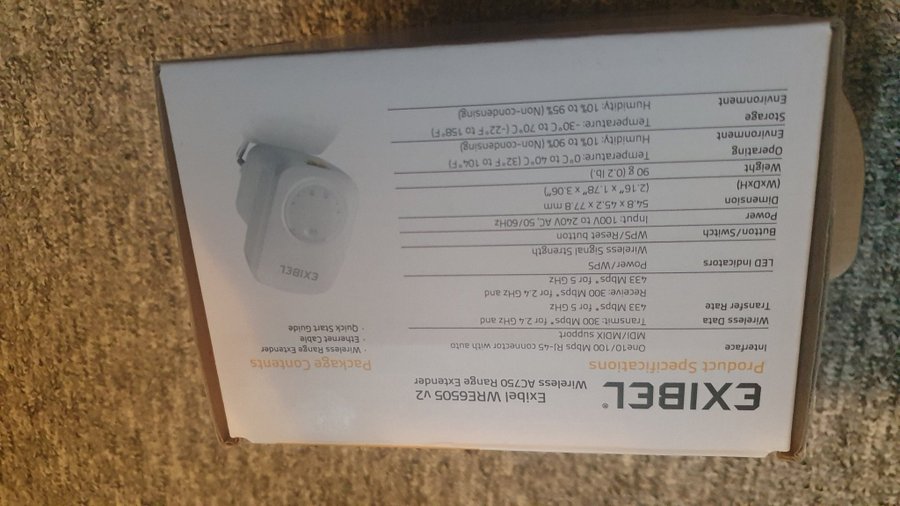 EXIBEL®
Exibel WRE6505 v2
Wireless AC750 Range Extender
Product Specifications
Interface One10/100 Mbps RJ-45 connector with auto
MDI/MDIX support
Wireless Data Transmit: 300 Mbps* for 2.4 GHz and
Transfer Rate 433 Mbps* for 5 GHz
Receive: 300 Mbps* for 2.4 GHz and
433 Mbps* for 5 GHz
LED Indicators Power/WPS
Wireless Signal Strength
Button/Switch WPS/Reset button
Power Input: 100V to 240V AC, 50/60Hz
Dimension 54.8 x 45.2 x 77.8 mm
(WxDxH) (2.16" x 1.78" x 3.06")
Weight 90 g (0.2 lb.)
Operating Temperature: 0°C to 40°C (32°F to 104°F)
Environment Humidity: 10% to 90% (Non-condensing)
Storage Temperature: -30°C to 70°C (-22°F to 158°F)
Environment Humidity: 10% to 95% (Non-condensing)
Package Contents
· Wireless Range Extender
· Ethernet Cable
· Quick Start Guide
EXIBEL